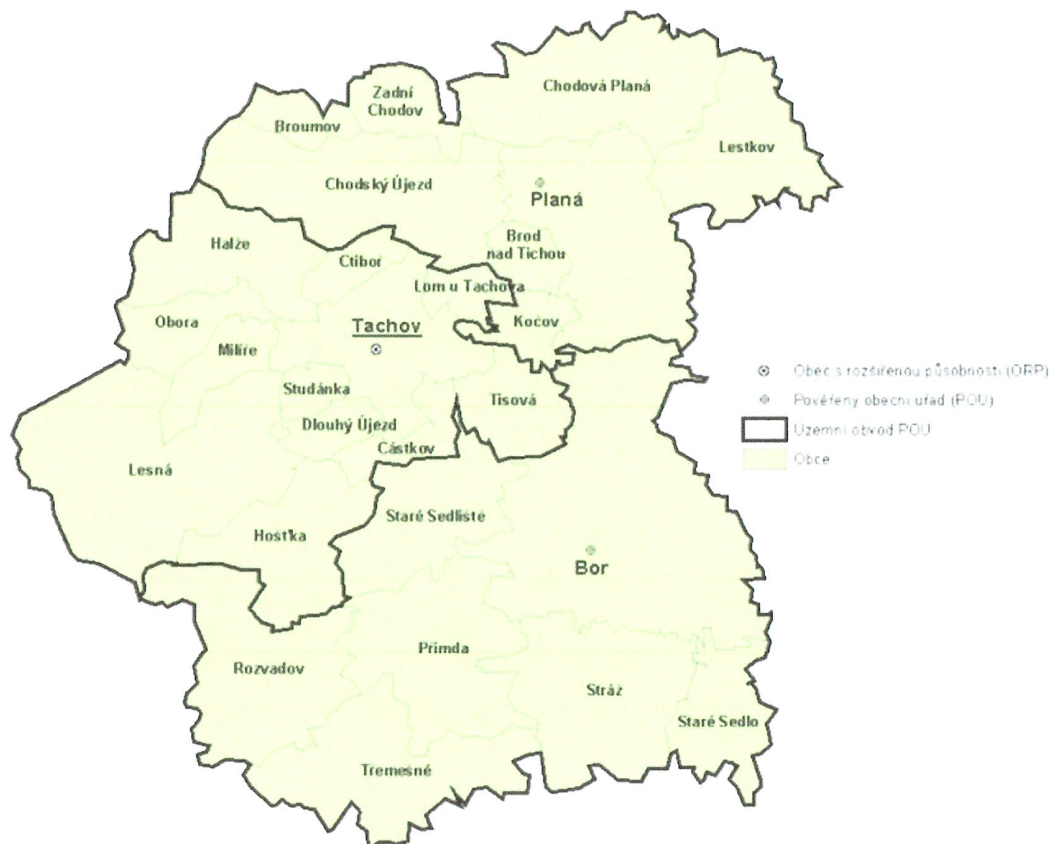 Chodová Planá
Zadní
Chodov
Broumov
Lestkov
Chodský Újezd
Planá
Brod
nad Tichou
Halže
Ctiboř
Lom u Tachova
Obora
Tachov
Kočov
Milíře
Studánka
Tisová
Dlouhý Újezd
Částkov
Lesná
Staré Sedliště
Hošťka
Bor
Přimda
Rozvadov
Stráž
Staré Sedlo
Třemešné
Obec s rozšířenou působností (ORP)
Pověřený obecní úřad (POU)
Územní obvod POU
Obce